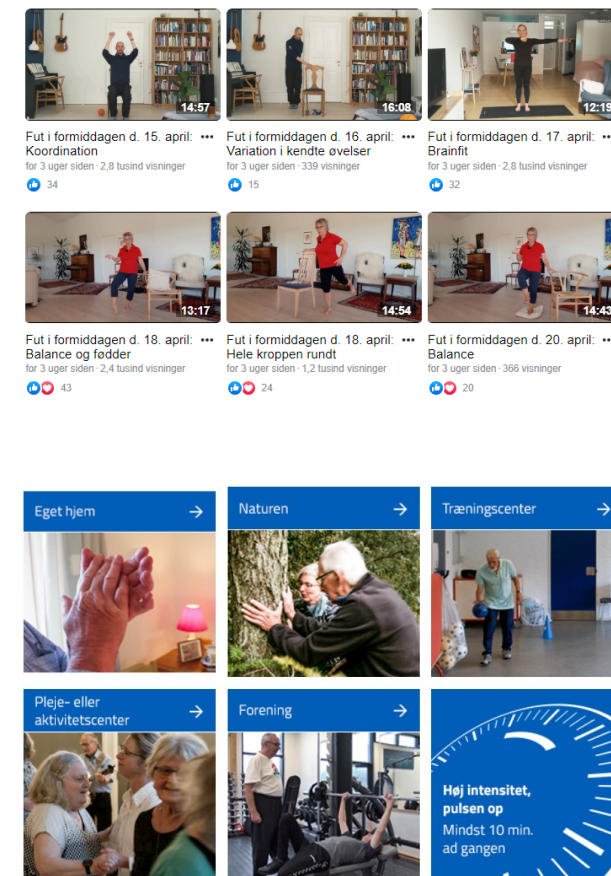 14:57
16:08
12:19
Fut i formiddagen d. 15. april: •••
Koordination
for 3 uger siden · 2,8 tusind visninger
34
Fut i formiddagen d. 16. april: •••
Variation i kendte øvelser
for 3 uger siden · 339 visninger
15
Fut i formiddagen d. 17. april:
Brainfit
for 3 uger siden · 2,8 tusind visninger
32
13:17
14:54
14:43
Fut i formiddagen d. 18. april: •••
Balance og fødder
for 3 uger siden · 2,4 tusind visninger
43
Fut i formiddagen d. 18. april: •••
Hele kroppen rundt
for 3 uger siden · 1,2 tusind visninger
24
Fut i formiddagen d. 20. april:
Balance
for 3 uger siden · 366 visninger
20
Eget hjem →
Naturen →
Træningscenter →
Pleje- eller
aktivitetscenter →
Forening →
Høj intensitet,
pulsen op
Mindst 10 min.
ad gangen